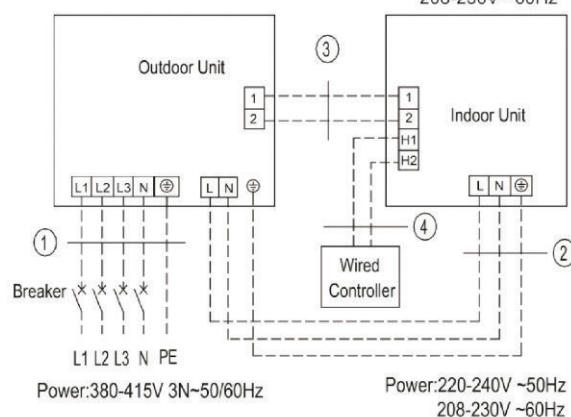 208-230V ~60Hz
Outdoor Unit
③
1
2
1
2
H1
H2
Indoor Unit
L1 L2 L3 N
L N
L N
①
④
②
Breaker
Wired
Controller
L1 L2 L3 N PE
Power:380-415V 3N~50/60Hz
Power:220-240V ~50Hz
208-230V ~60Hz